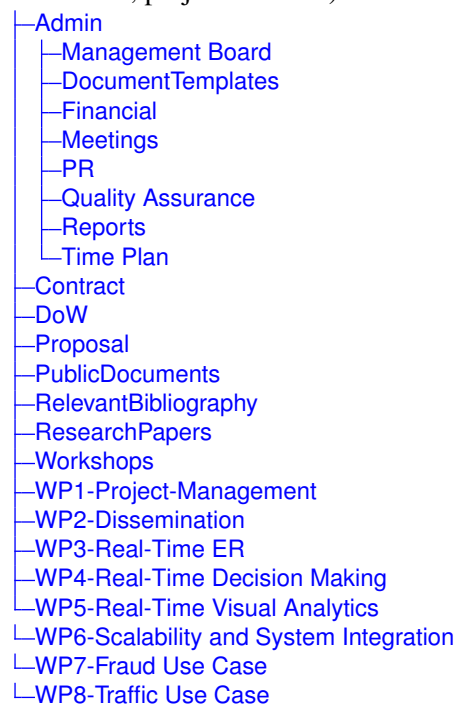 Admin
Management Board
DocumentTemplates
Financial
Meetings
PR
Quality Assurance
Reports
Time Plan
Contract
DoW
Proposal
PublicDocuments
RelevantBibliography
ResearchPapers
Workshops
WP1-Project-Management
WP2-Dissemination
WP3-Real-Time ER
WP4-Real-Time Decision Making
WP5-Real-Time Visual Analytics
WP6-Scalability and System Integration
WP7-Fraud Use Case
WP8-Traffic Use Case